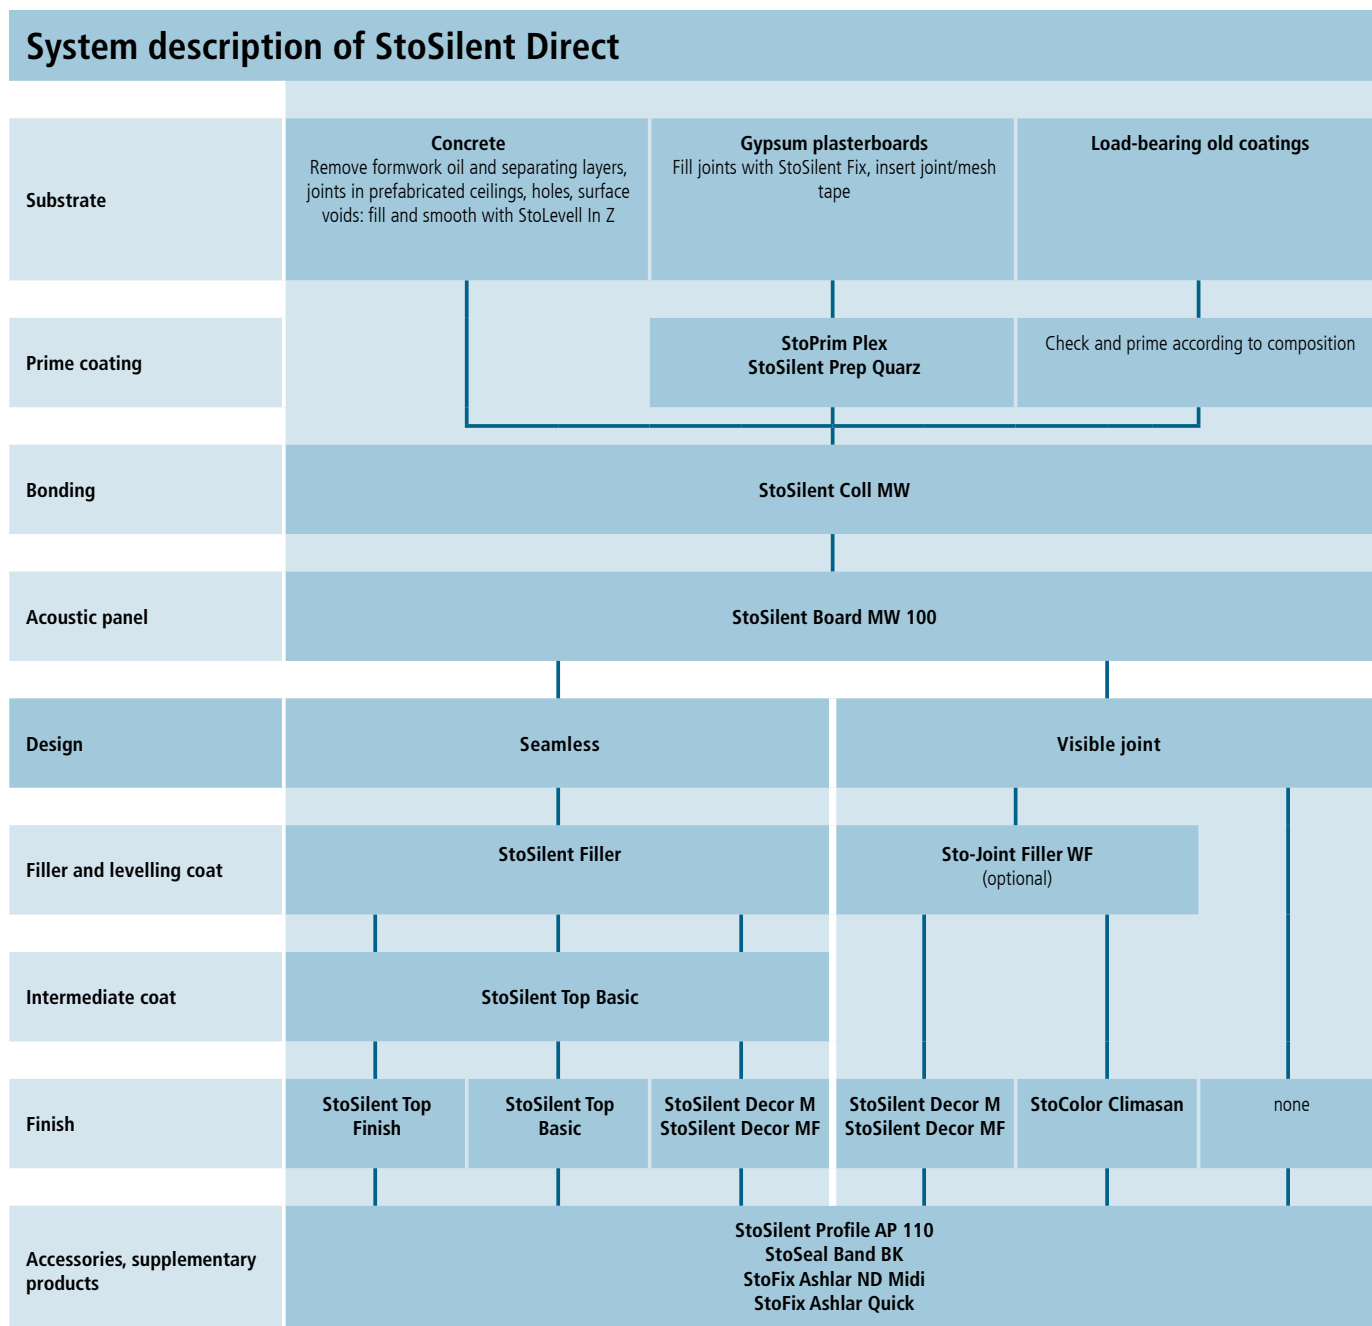 System description of StoSilent Direct
Substrate
Concrete
Remove formwork oil and separating layers,
joints in prefabricated ceilings, holes, surface
voids: fill and smooth with StoLevell In Z
Gypsum plasterboards
Fill joints with StoSilent Fix, insert joint/mesh
tape
Load-bearing old coatings
Prime coating
StoPrim Plex
StoSilent Prep Quarz
Check and prime according to composition
Bonding
StoSilent Coll MW
Acoustic panel
StoSilent Board MW 100
Design
Seamless
Visible joint
Filler and levelling coat
StoSilent Filler
Sto-Joint Filler WF
(optional)
Intermediate coat
StoSilent Top Basic
Finish
StoSilent Top
Finish
StoSilent Top
Basic
StoSilent Decor M
StoSilent Decor MF
StoSilent Decor M
StoSilent Decor MF
StoColor Climasan
none
Accessories, supplementary
products
StoSilent Profile AP 110
StoSeal Band BK
StoFix Ashlar ND Midi
StoFix Ashlar Quick